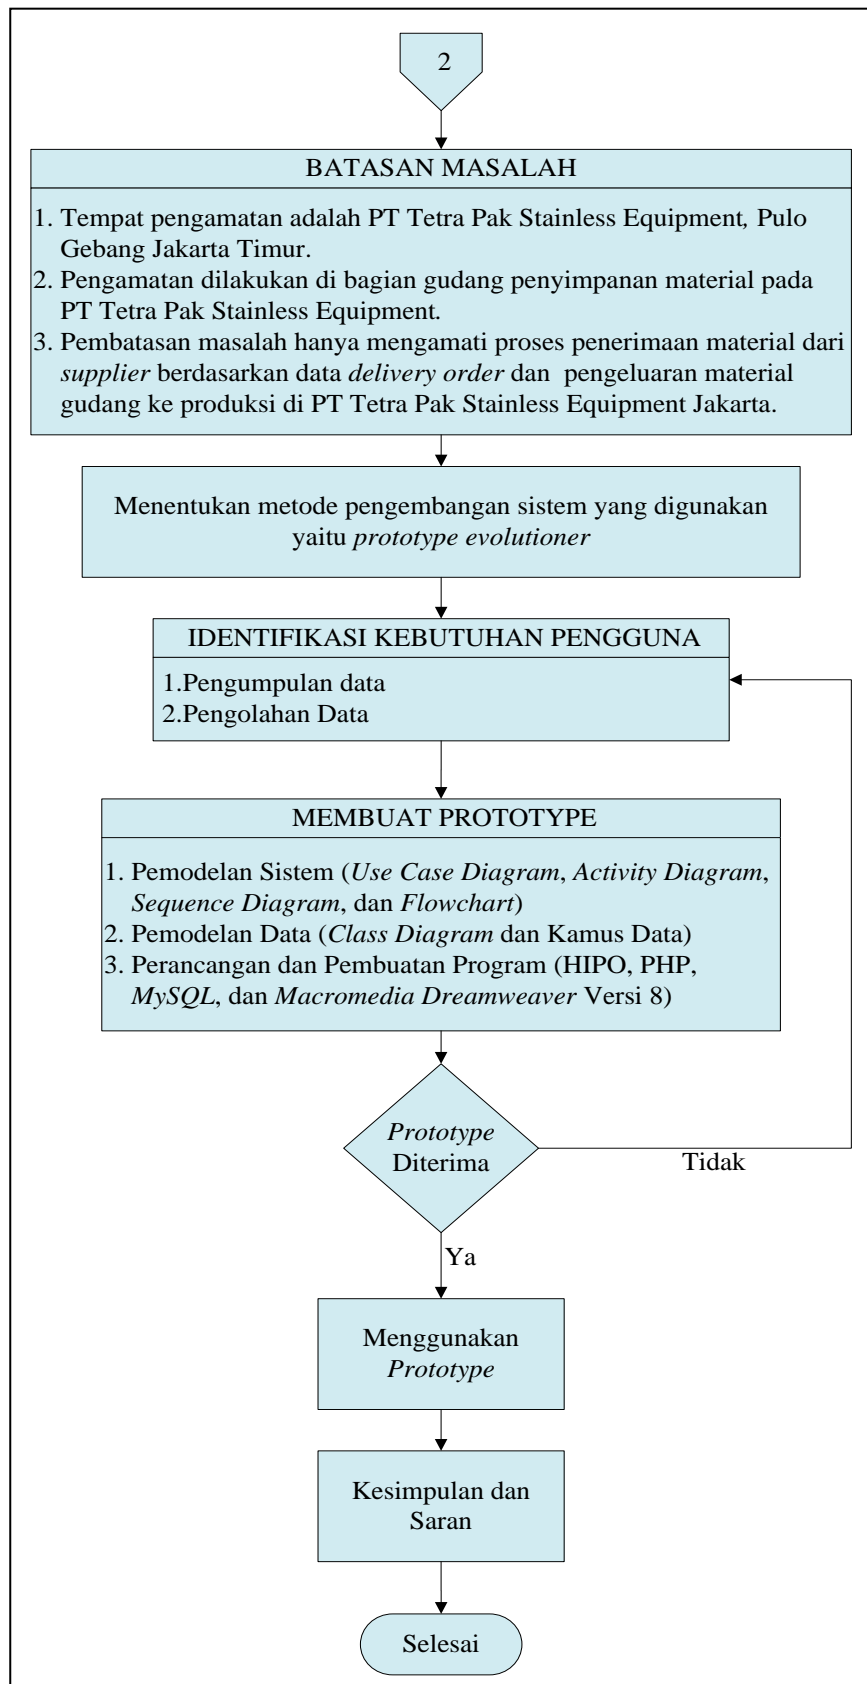 2
BATASAN MASALAH
1. Tempat pengamatan adalah PT Tetra Pak Stainless Equipment, Pulo
Gebang Jakarta Timur.
2. Pengamatan dilakukan di bagian gudang penyimpanan material pada
PT Tetra Pak Stainless Equipment.
3. Pembatasan masalah hanya mengamati proses penerimaan material dari
supplier berdasarkan data delivery order dan pengeluaran material
gudang ke produksi di PT Tetra Pak Stainless Equipment Jakarta.
Menentukan metode pengembangan sistem yang digunakan
yaitu prototype evolutioner
IDENTIFIKASI KEBUTUHAN PENGGUNA
1.Pengumpulan data
2.Pengolahan Data
MEMBUAT PROTOTYPE
1. Pemodelan Sistem (Use Case Diagram, Activity Diagram,
Sequence Diagram, dan Flowchart)
2. Pemodelan Data (Class Diagram dan Kamus Data)
3. Perancangan dan Pembuatan Program (HIPO, PHP,
MySQL, dan Macromedia Dreamweaver Versi 8)
Prototype
Diterima
Tidak
Ya
Menggunakan
Prototype
Kesimpulan dan
Saran
Selesai